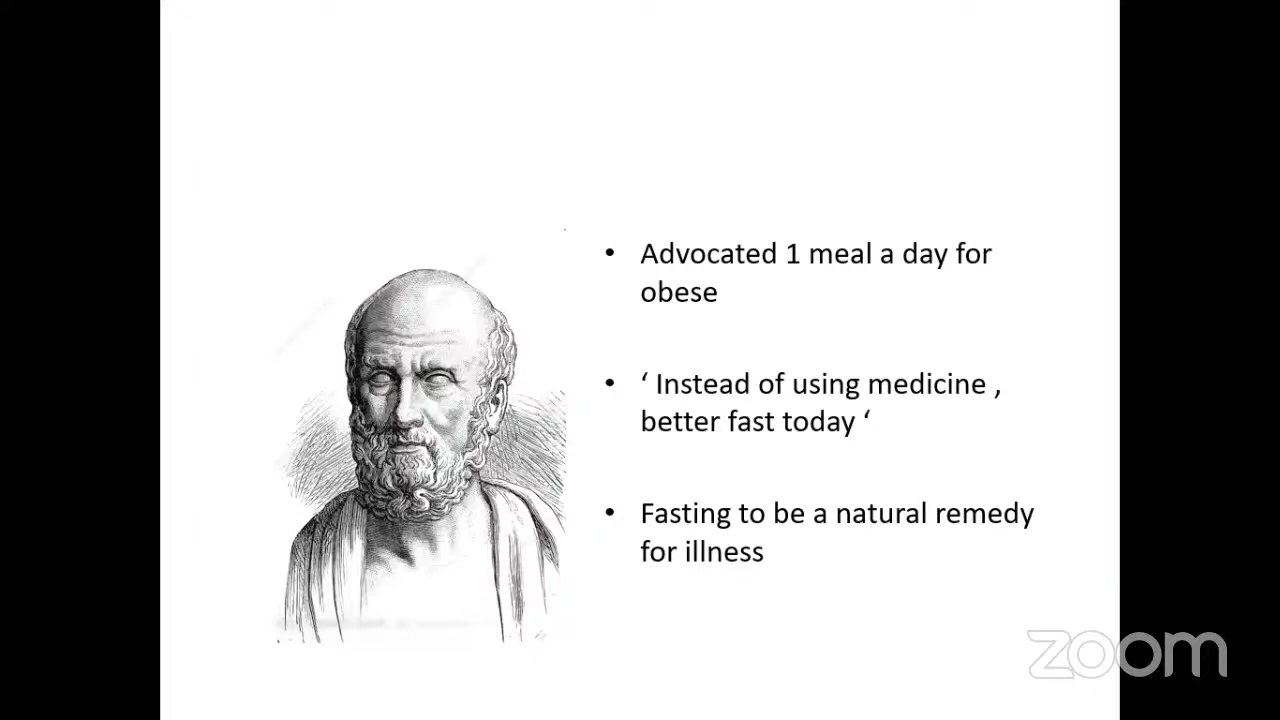 • Advocated 1 meal a day for
obese
• ‘ Instead of using medicine ,
better fast today ‘
• Fasting to be a natural remedy
for illness
zoom